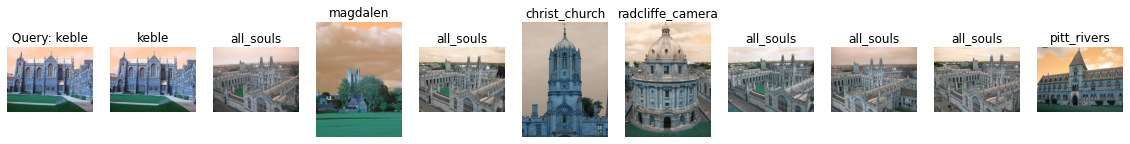 Query: keble
keble
all_souls
magdalen
all_souls
christ_church
radcliffe_camera
all_souls
all_souls
all_souls
pitt_rivers